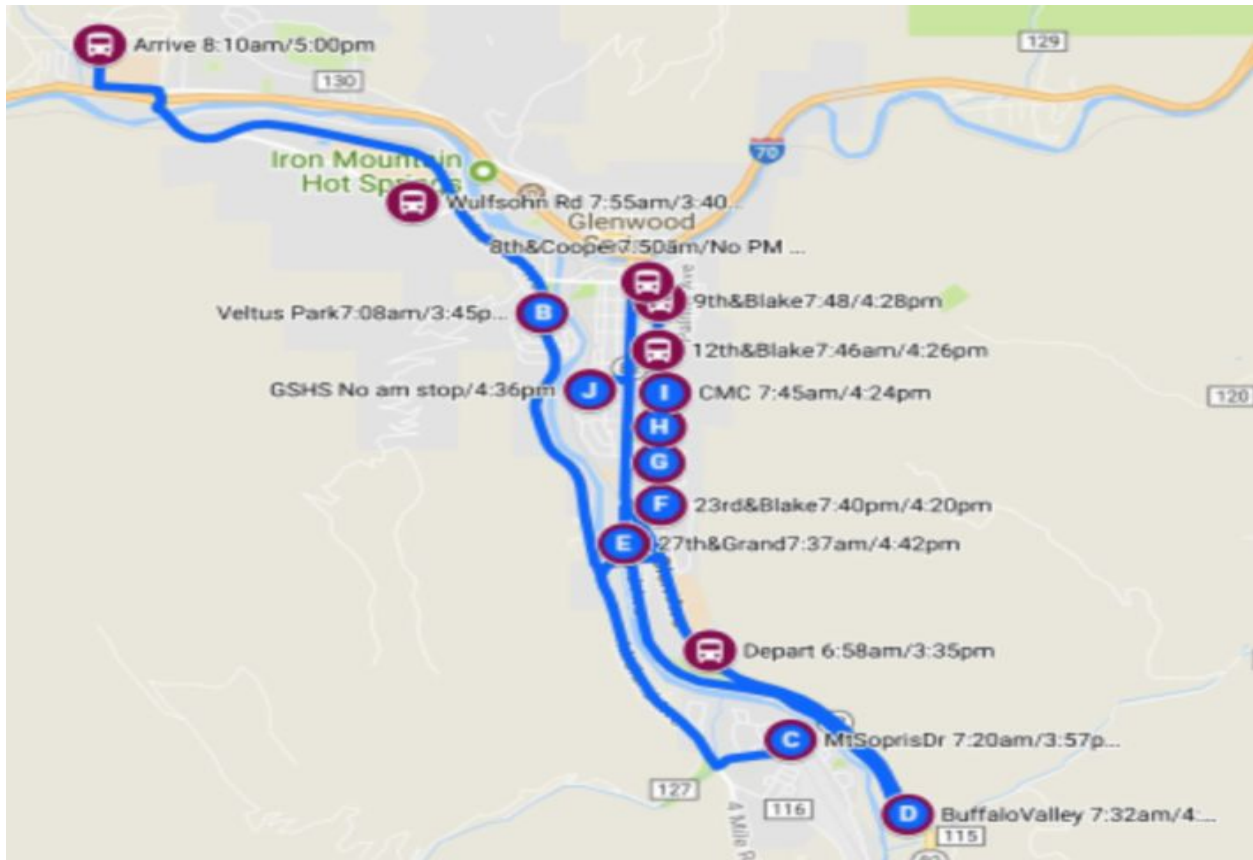 Arrive 8:10am/5:00pm
129
130
70
Iron Mountain
Hot Springs
Wulfsohn Rd 7:55am/3:40...
Glenwood
8th&Cooper7:50am/No PM ...
9th&Blake7:48/4:28pm
Veltus Park7:08am/3:45p...
B
12th&Blake7:46am/4:26pm
GSHS No am stop/4:36pm
J
I
CMC 7:45am/4:24pm
120
H
G
F
23rd&Blake7:40pm/4:20pm
E
27th&Grand7:37am/4:42pm
Depart 6:58am/3:35pm
C
MtSoprisDr 7:20am/3:57p...
127
116
D
BuffaloValley 7:32am/4:...
115
4 Mile R